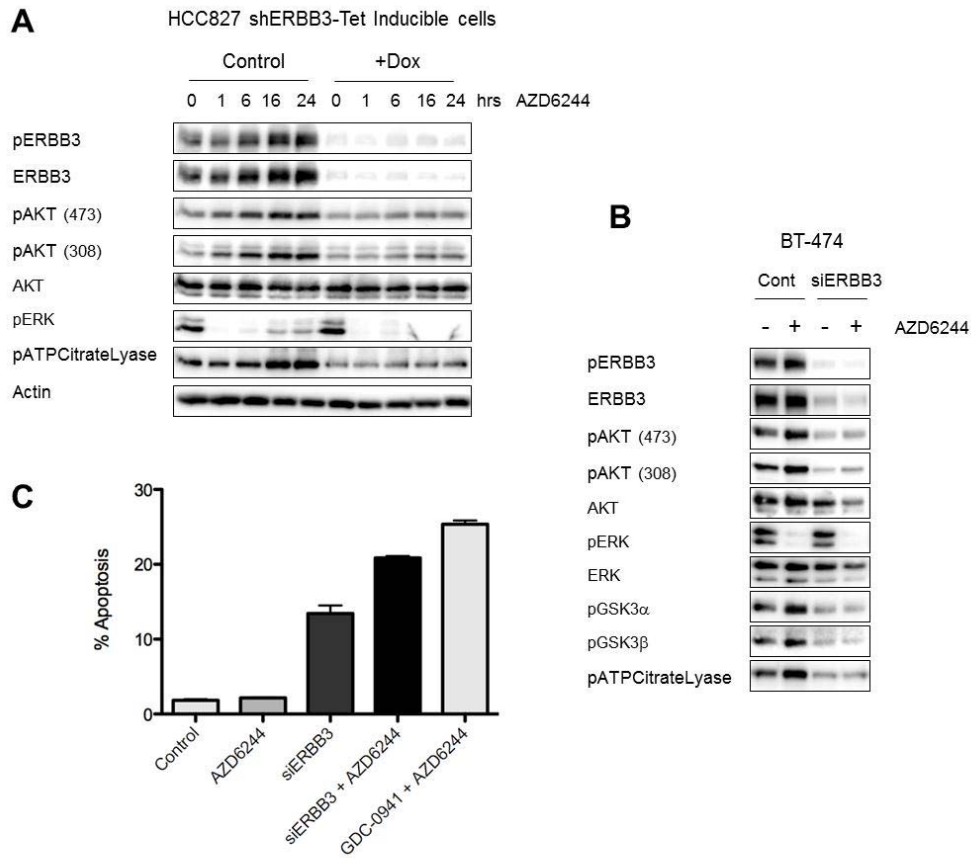 A
HCC827 shERBB3-Tet Inducible cells
Control +Dox
0 1 6 16 24 0 1 6 16 24 hrs AZD6244
pERBB3
ERBB3
pAKT (473)
pAKT (308)
AKT
pERK
pATPCitrateLyase
Actin
B
BT-474
Cont siERBB3
- + - + AZD6244
pERBB3
ERBB3
pAKT (473)
pAKT (308)
AKT
pERK
ERK
pGSK3α
pGSK3β
pATPCitrateLyase
C
% Apoptosis
30
20
10
0
Control
AZD6244
siERBB3
siERBB3 + AZD6244
GDC-0941 + AZD6244